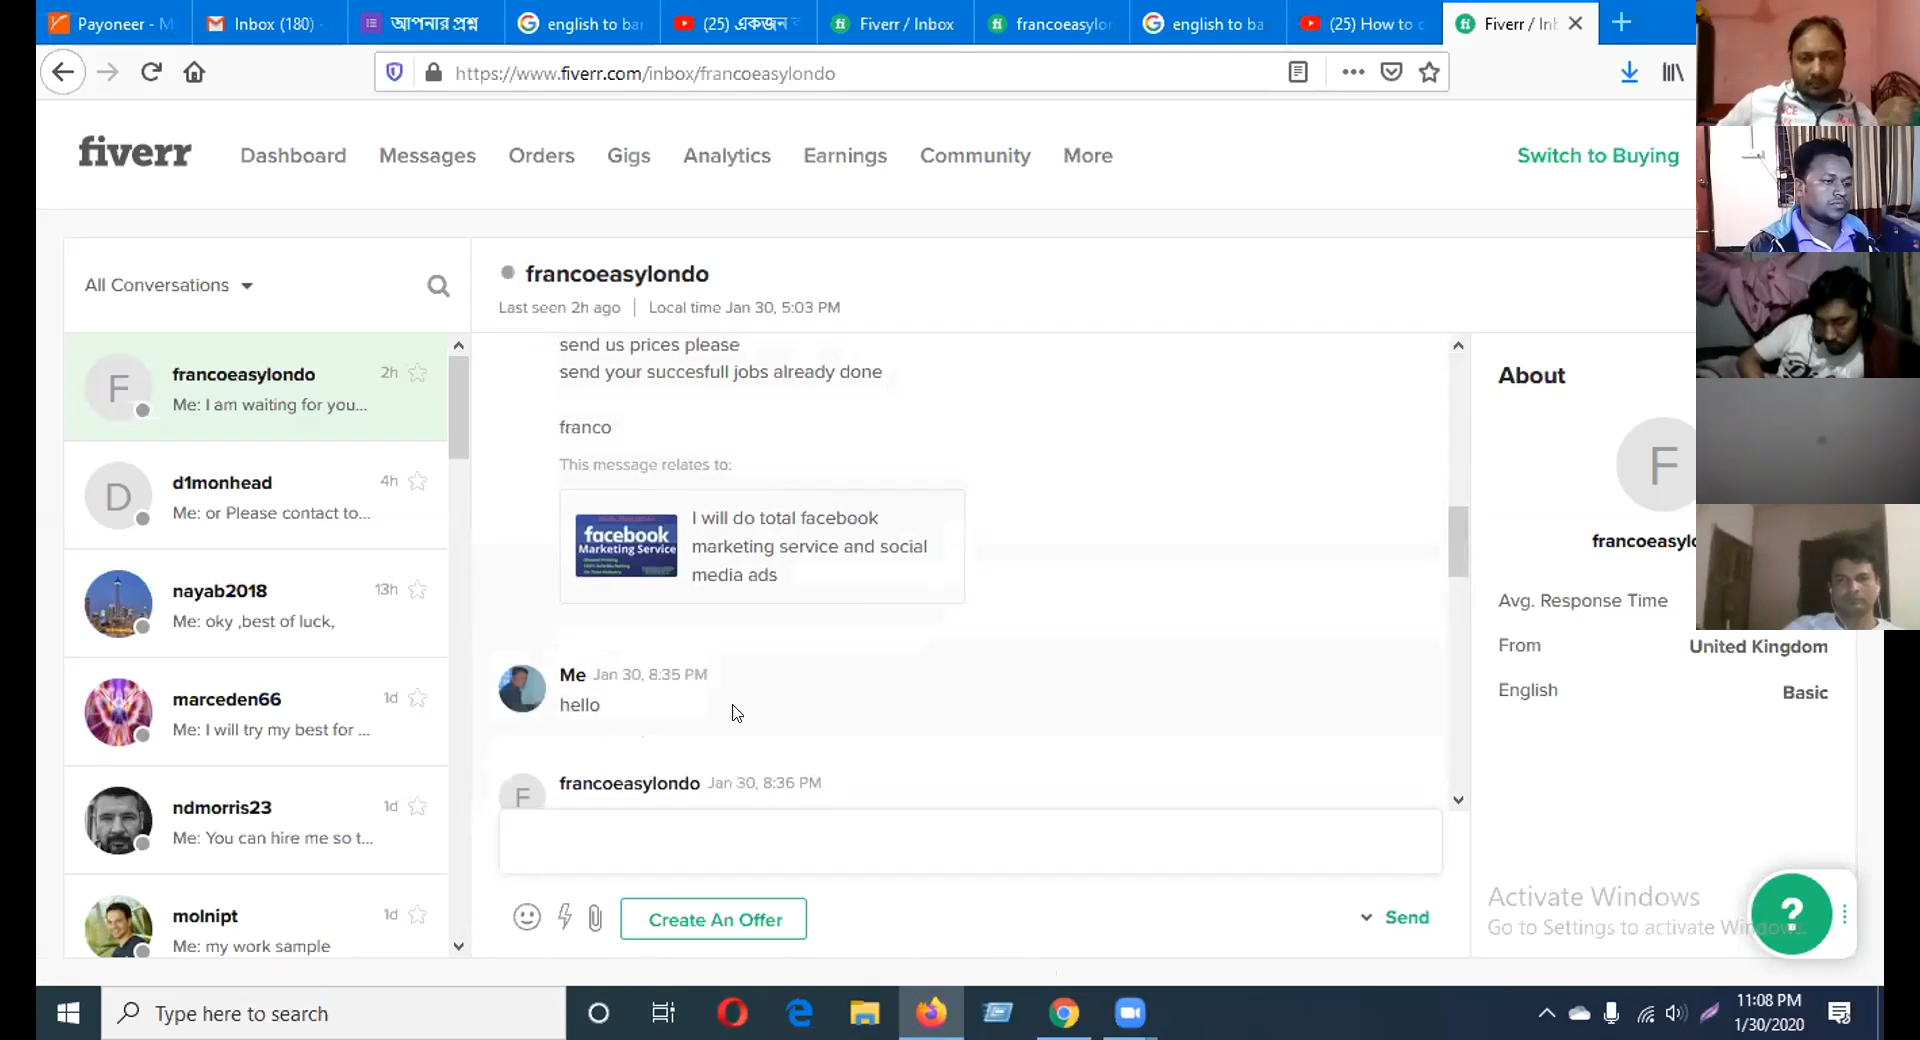 Payoneer - M
Inbox (180)
আপনার প্রশ্ন
english to ba
(25) একজন
Fiverr / Inbox
francoeasylo
english to ba
(25) How to c
Fiverr / Inb
https://www.fiverr.com/inbox/francoeasylondo
fiverr
Dashboard
Messages
Orders
Gigs
Analytics
Earnings
Community
More
Switch to Buying
All Conversations
francoeasylondo
Last seen 2h ago
Local time Jan 30, 5:03 PM
francoeasylondo
2h
Me: I am waiting for you...
d1monhead
4h
Me: or Please contact to...
nayab2018
13h
Me: oky ,best of luck,
marceden66
1d
Me: I will try my best for ...
ndmorris23
1d
Me: You can hire me so t...
molnipt
1d
Me: my work sample
send us prices please
send your succesfull jobs already done
franco
This message relates to:
facebook
Marketing Service
I will do total facebook
marketing service and social
media ads
Me Jan 30, 8:35 PM
hello
F
francoeasylondo Jan 30, 8:36 PM
Create An Offer
Send
About
F
francoeasylo
Avg. Response Time
From
United Kingdom
English
Basic
Activate Windows
Go to Settings to activate Windows.
?
Type here to search
11:08 PM
1/30/2020